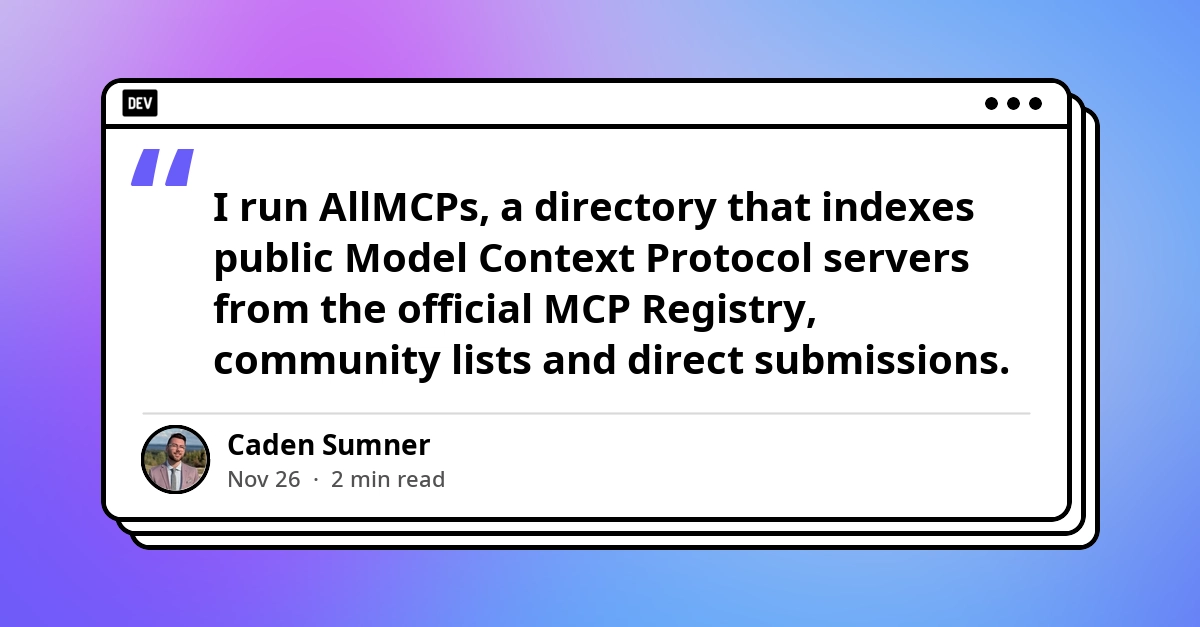 DEV
“
I run AllMCPs, a directory that indexes
public Model Context Protocol servers
from the official MCP Registry,
community lists and direct submissions.
Caden Sumner
Nov 26 · 2 min read